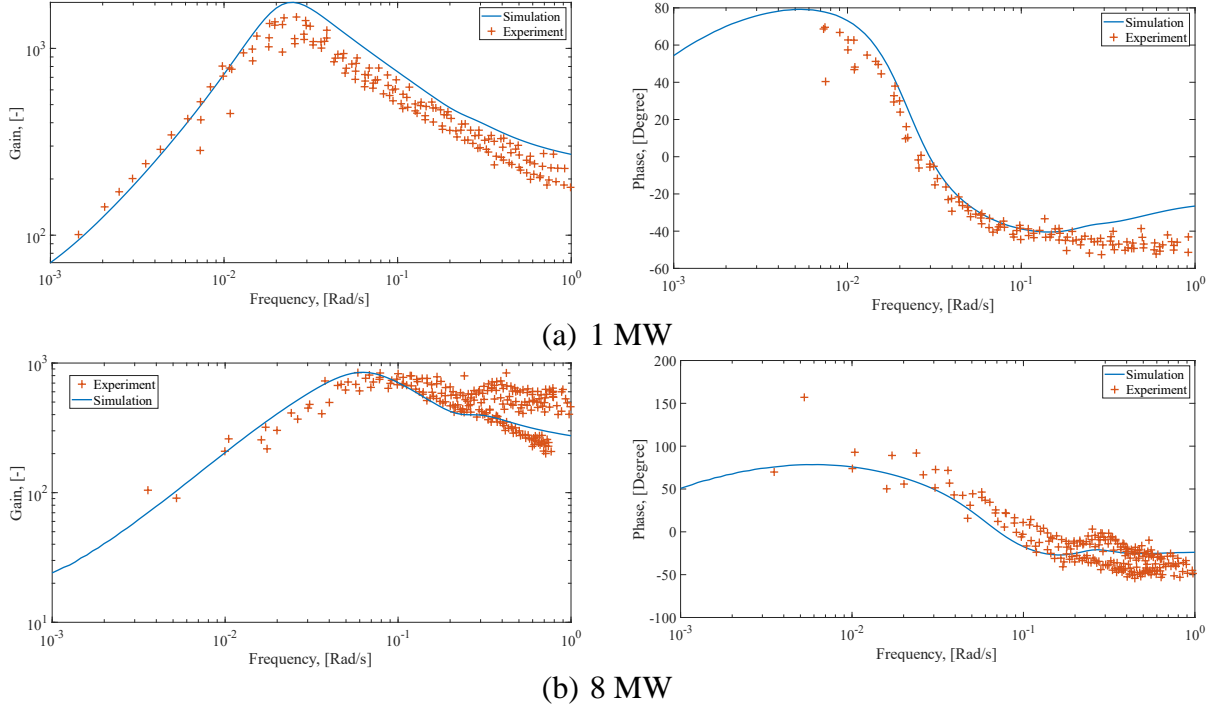 10^3
10^2
Gain, [-]
10^-3
10^-2
10^-1
10^0
Frequency, [Rad/s]
Simulation
Experiment
80
60
40
20
0
-20
-40
-60
Phase, [Degree]
10^-3
10^-2
10^-1
10^0
Frequency, [Rad/s]
Simulation
Experiment
(a) 1 MW
10^3
10^2
10^1
Gain, [-]
10^-3
10^-2
10^-1
10^0
Frequency, [Rad/s]
Experiment
Simulation
200
150
100
50
0
-50
-100
Phase, [Degree]
10^-3
10^-2
10^-1
10^0
Frequency, [Rad/s]
Simulation
Experiment
(b) 8 MW